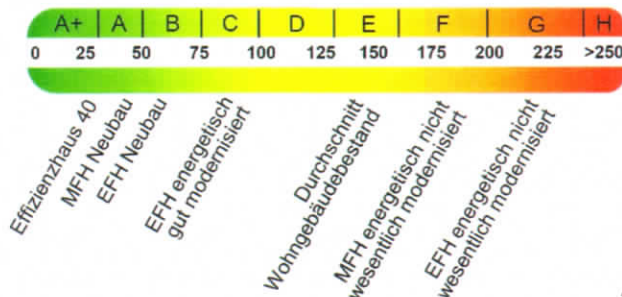 A+ A B C D E F G H
0 25 50 75 100 125 150 175 200 225 >250
Effizienzhaus 40
MFH Neubau
EFH Neubau
EFH energetisch
gut modernisiert
Durchschnitt
Wohngebäudebestand
MFH energetisch nicht
wesentlich modernisiert
EFH energetisch nicht
wesentlich modernisiert